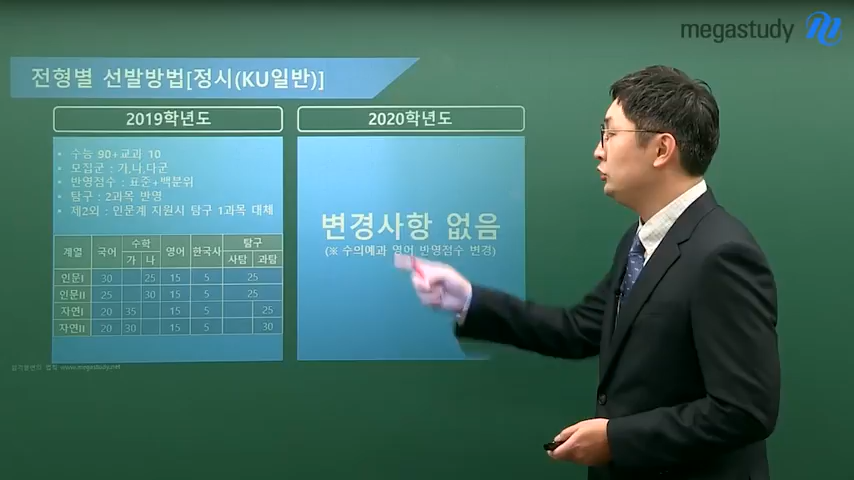 megastudy
전형별 선발방법[정시(KU일반)]
2019학년도
• 수능 90+교과 10
• 모집군 : 가,나,다군
• 반영점수 : 표준+백분위
• 탐구 : 2과목 반영
• 제2외 : 인문계 지원시 탐구 1과목 대체
계열 국어 수학 영어 한국사 탐구
가 나 사탐 과탐
인문I 30 25 15 5 25
인문II 25 30 15 5 25
자연I 20 35 15 5 25
자연II 20 30 15 5 30
2020학년도
변경사항 없음
(※ 수의예과 영어 반영점수 변경)
www.megastudy.net